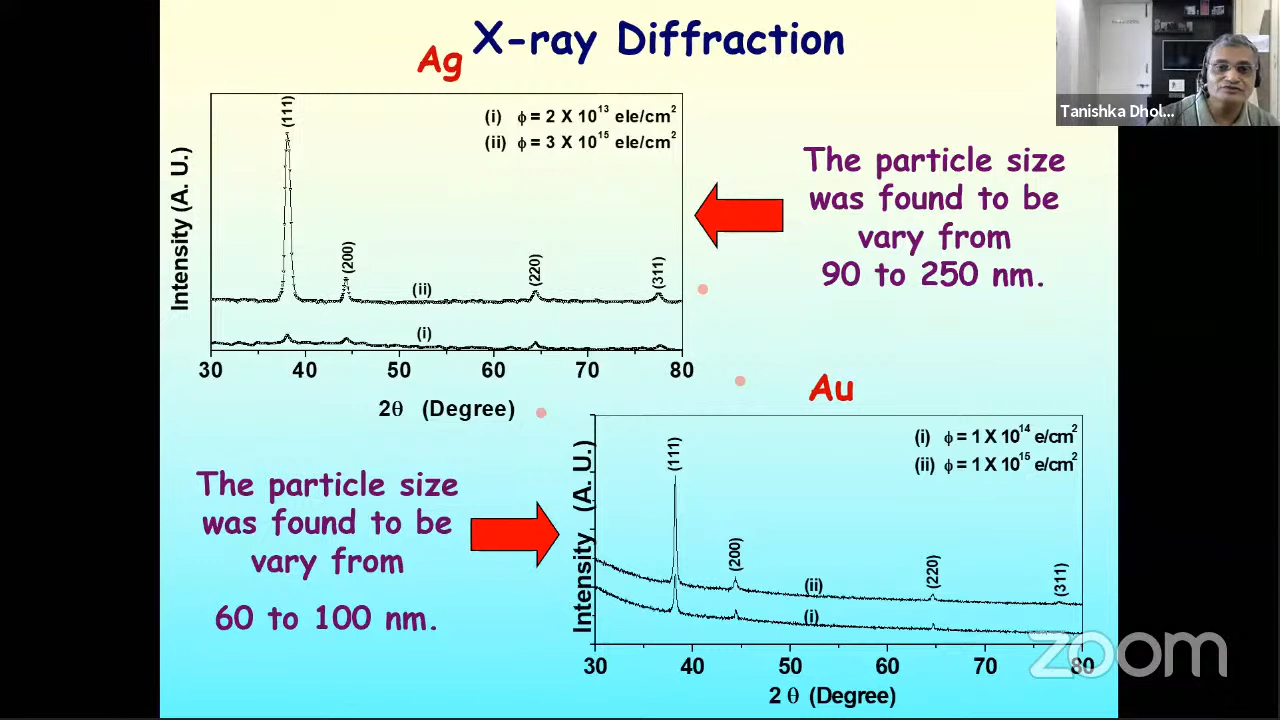 X-ray Diffraction
Ag
Tanishka Dhol...
(111)
(i) ϕ = 2 X 10¹³ ele/cm²
(ii) ϕ = 3 X 10¹⁵ ele/cm²
Intensity (A. U.)
(200)
(220)
(311)
(ii)
(i)
30 40 50 60 70 80
2θ (Degree)
The particle size
was found to be
vary from
90 to 250 nm.
Au
The particle size
was found to be
vary from
60 to 100 nm.
(i) ϕ = 1 X 10¹⁴ e/cm²
(ii) ϕ = 1 X 10¹⁵ e/cm²
Intensity (A. U.)
(111)
(200)
(220)
(311)
(ii)
(i)
30 40 50 60 70 80
2 θ (Degree)
zoom